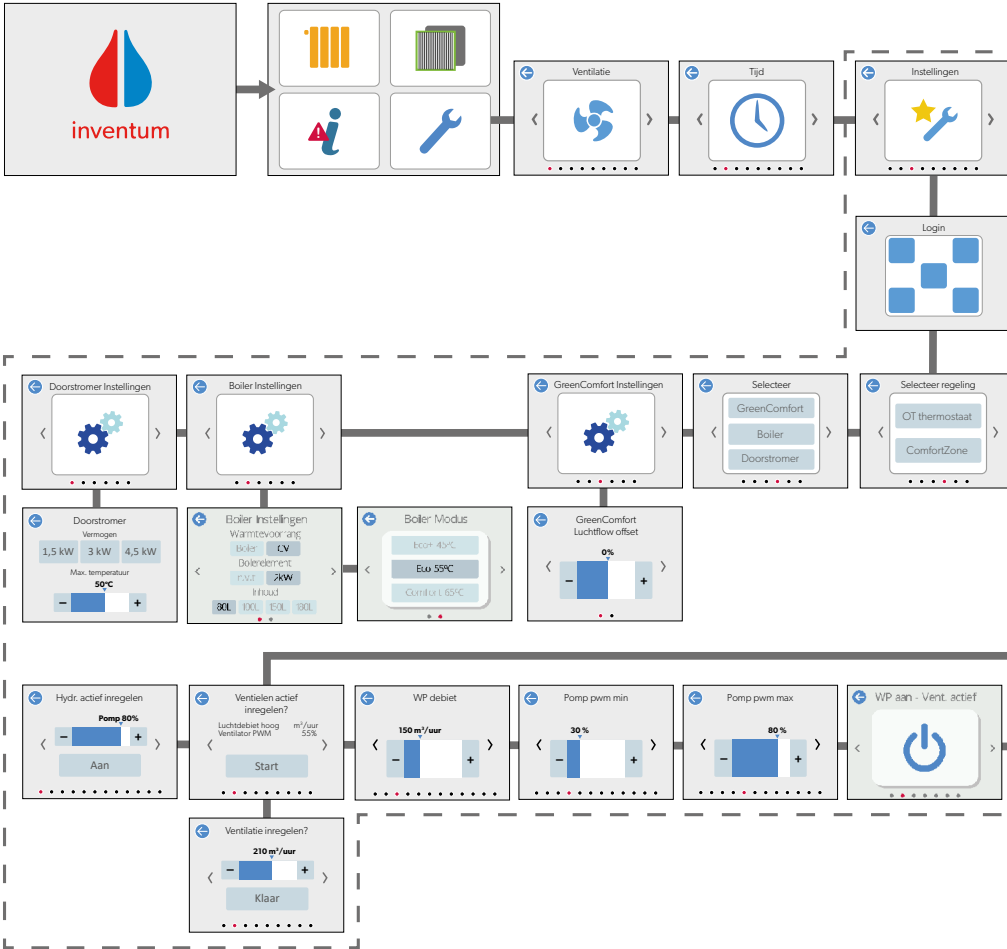 inventum
Ventilatie
Tijd
Instellingen
Login
Doorstromer Instellingen
Boiler Instellingen
GreenComfort Instellingen
Selecteer
GreenComfort
Boiler
Doorstromer
Selecteer regeling
OT thermostaat
ComfortZone
Doorstromer
Vermogen
1,5 kW 3 kW 4,5 kW
Max. temperatuur
50°C
− +
Boiler Instellingen
Warmtevoorrang
Boiler CV
Boilerelement
n.v.t 2kW
Inhoud
80L 100L 150L 180L
Boiler Modus
Eco+ 45°C
Eco 55°C
Comfort 65°C
GreenComfort
Luchtflow offset
0%
− +
Hydr. actief inregelen
Pomp 80%
− +
Aan
Ventielen actief
inregelen?
Luchtdebiet hoog m³/uur
Ventilator PWM 55%
Start
WP debiet
150 m³/uur
− +
Pomp pwm min
30 %
− +
Pomp pwm max
80 %
− +
WP aan - Vent. actief
Ventilatie inregelen?
210 m³/uur
− +
Klaar